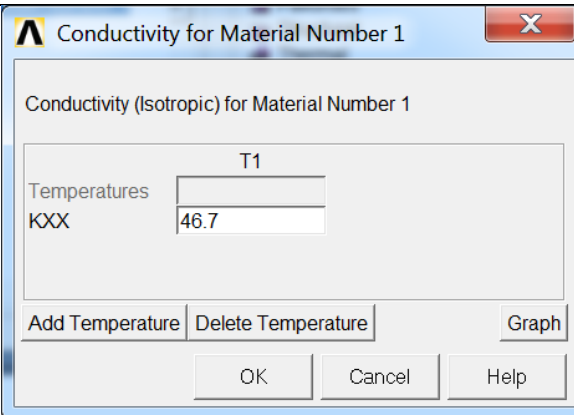 Conductivity for Material Number 1
Conductivity (Isotropic) for Material Number 1
T1
Temperatures
KXX 46.7
Add Temperature Delete Temperature Graph
OK Cancel Help